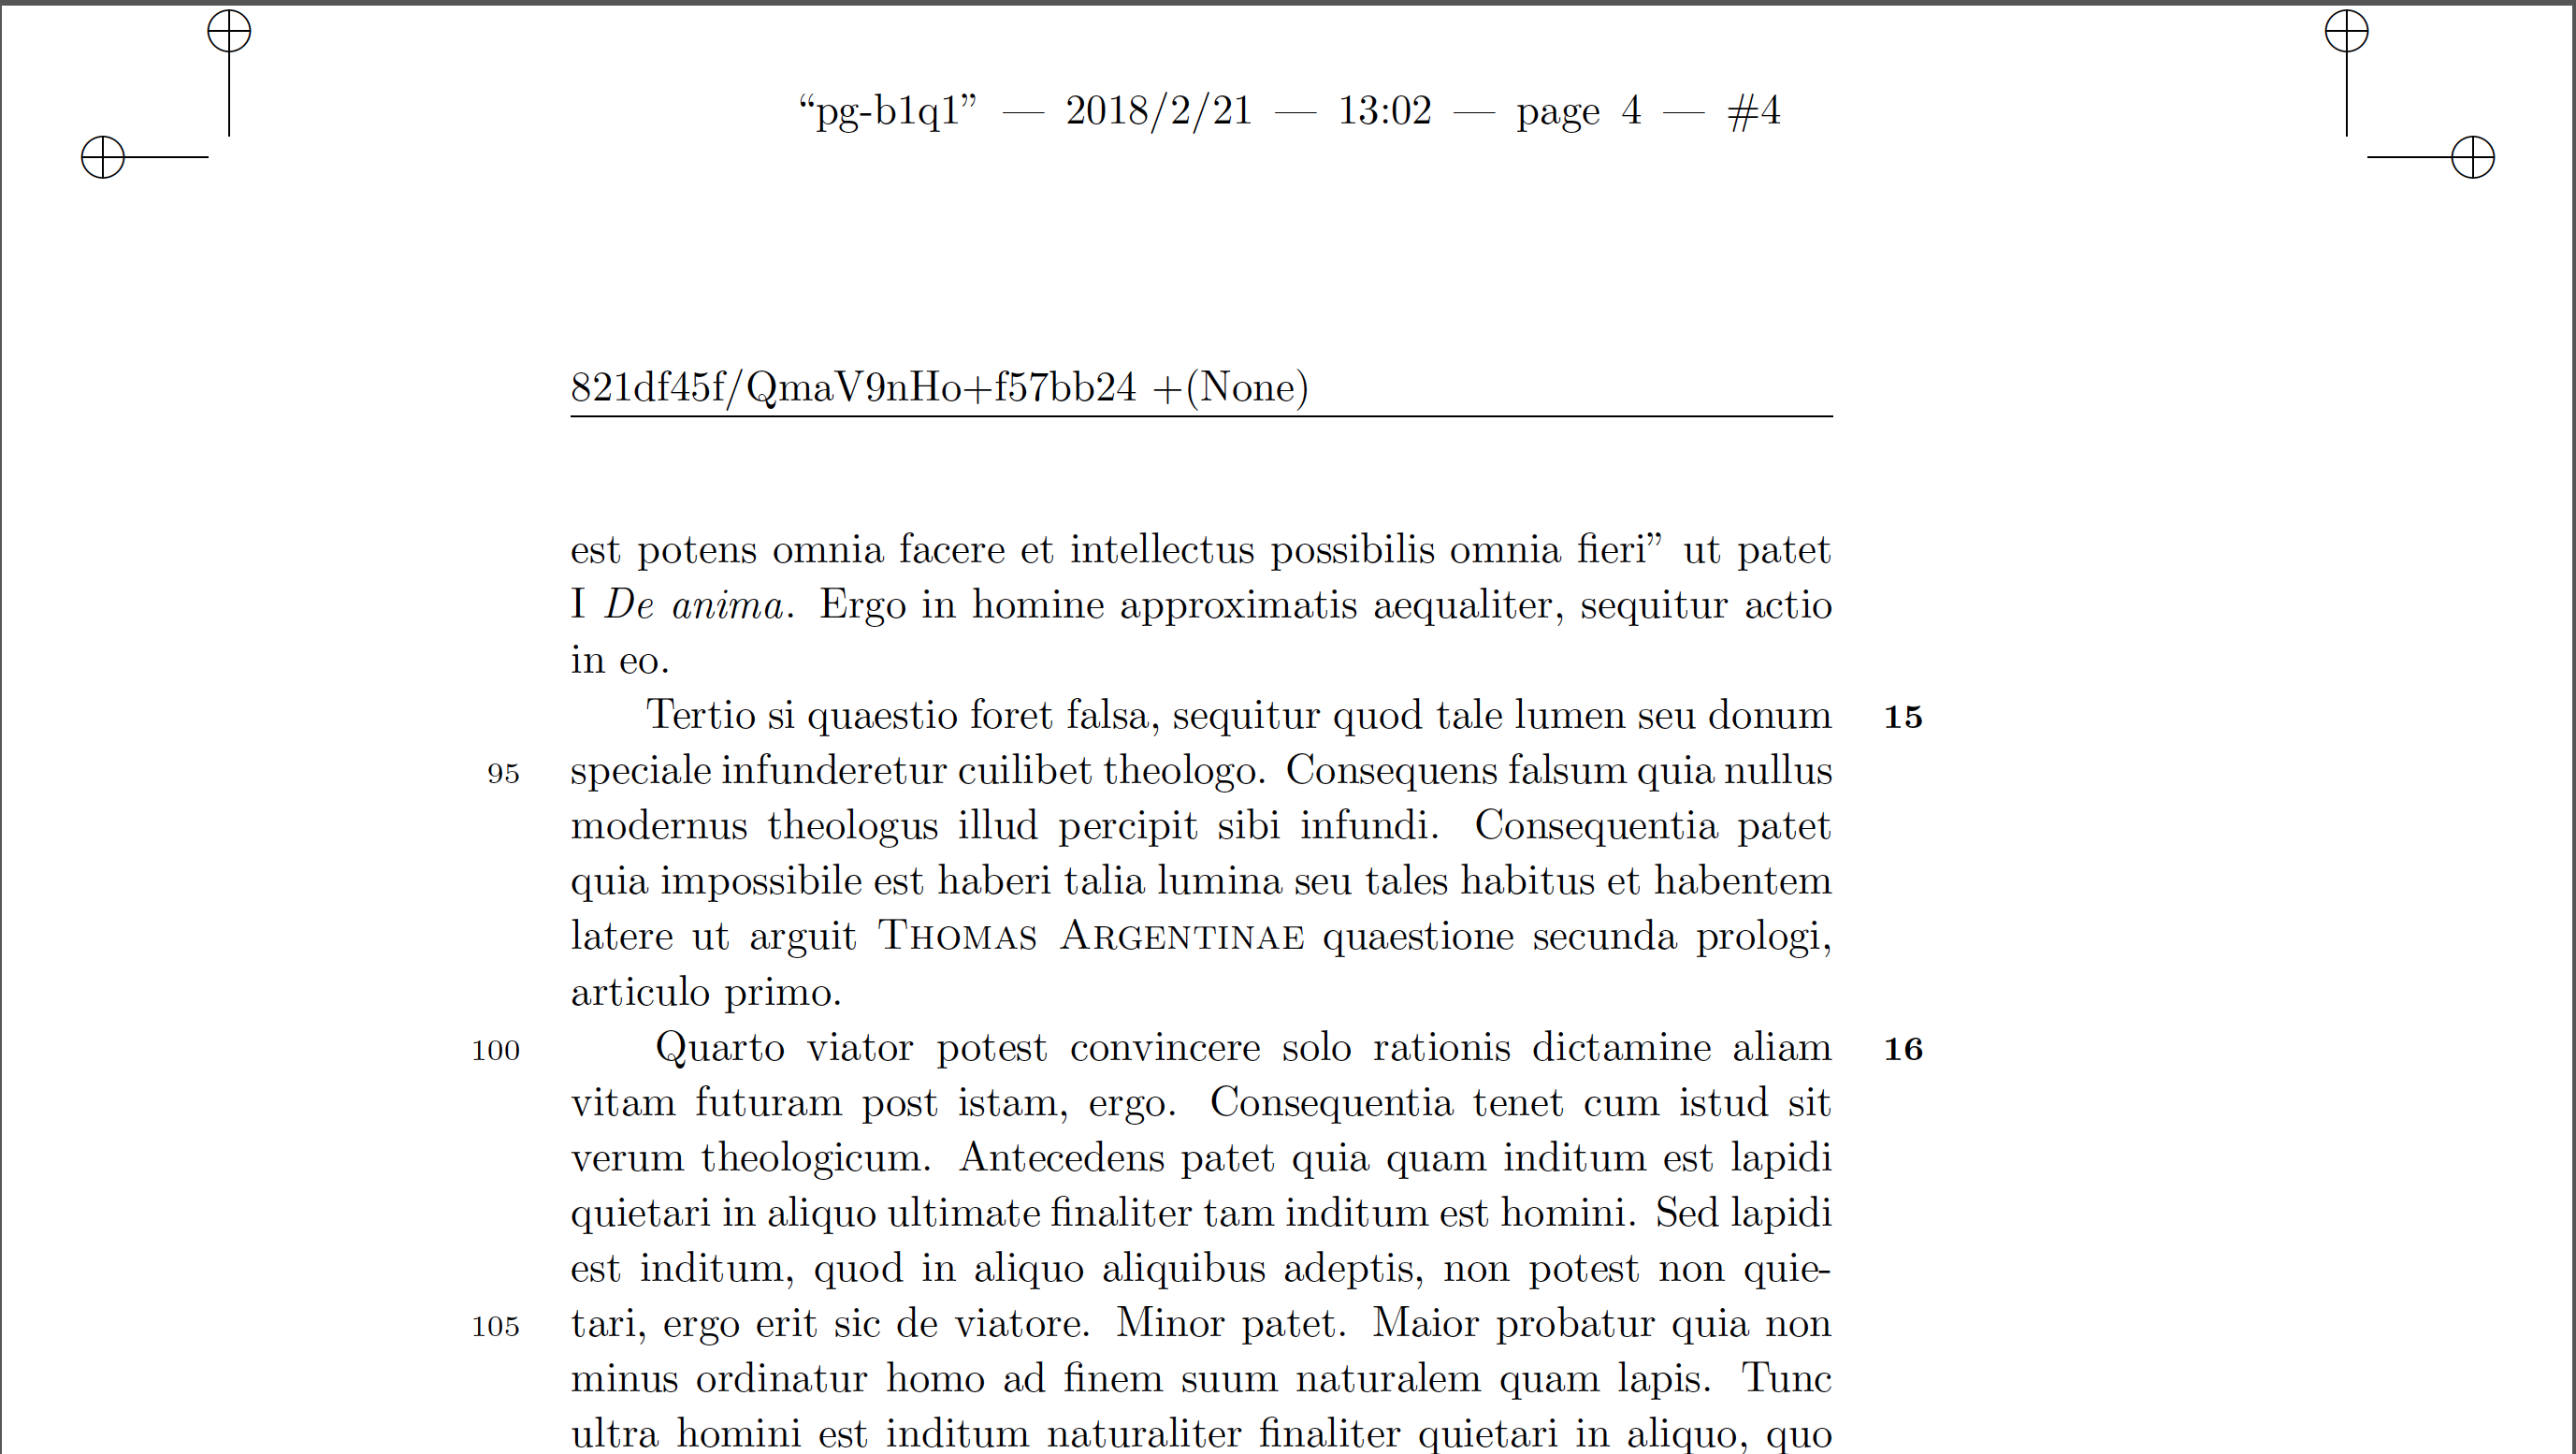 “pg-b1q1” — 2018/2/21 — 13:02 — page 4 — #4
821df45f/QmaV9nHo+f57bb24 +(None)
est potens omnia facere et intellectus possibilis omnia fieri” ut patet
I De anima. Ergo in homine approximatis aequaliter, sequitur actio
in eo.
Tertio si quaestio foret falsa, sequitur quod tale lumen seu donum 15
95 speciale infunderetur cuilibet theologo. Consequens falsum quia nullus
modernus theologus illud percipit sibi infundi. Consequentia patet
quia impossibile est haberi talia lumina seu tales habitus et habentem
latere ut arguit Thomas Argentinae quaestione secunda prologi,
articulo primo.
100 Quarto viator potest convincere solo rationis dictamine aliam 16
vitam futuram post istam, ergo. Consequentia tenet cum istud sit
verum theologicum. Antecedens patet quia quam inditum est lapidi
quietari in aliquo ultimate finaliter tam inditum est homini. Sed lapidi
est inditum, quod in aliquo aliquibus adeptis, non potest non quie-
105 tari, ergo erit sic de viatore. Minor patet. Maior probatur quia non
minus ordinatur homo ad finem suum naturalem quam lapis. Tunc
ultra homini est inditum naturaliter finaliter quietari in aliquo, quo